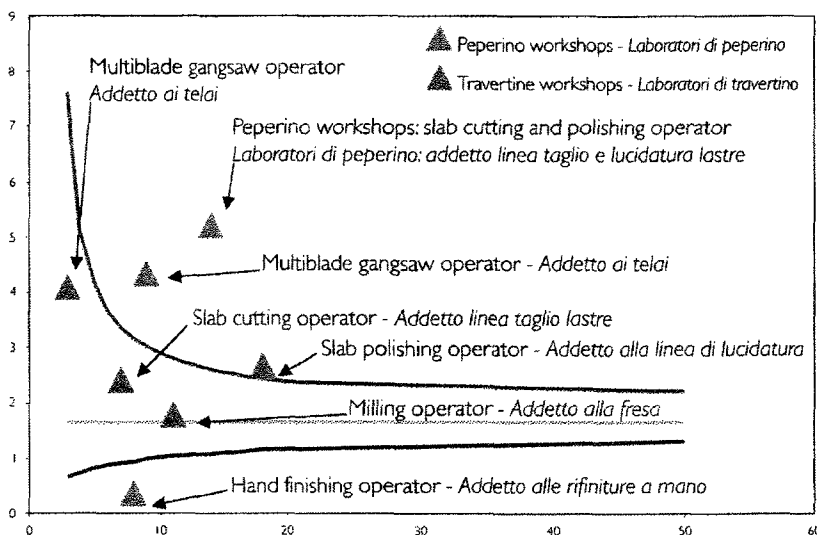 9
8
7
6
5
4
3
2
1
0
Peperino workshops - Laboratori di peperino
Travertine workshops - Laboratori di travertino
Multiblade gangsaw operator
Addetto ai telai
Peperino workshops: slab cutting and polishing operator
Laboratori di peperino: addetto linea taglio e lucidatura lastre
Multiblade gangsaw operator - Addetto ai telai
Slab cutting operator - Addetto linea taglio lastre
Slab polishing operator - Addetto alla linea di lucidatura
Milling operator - Addetto alla fresa
Hand finishing operator - Addetto alle rifiniture a mano
0 10 20 30 40 50 60